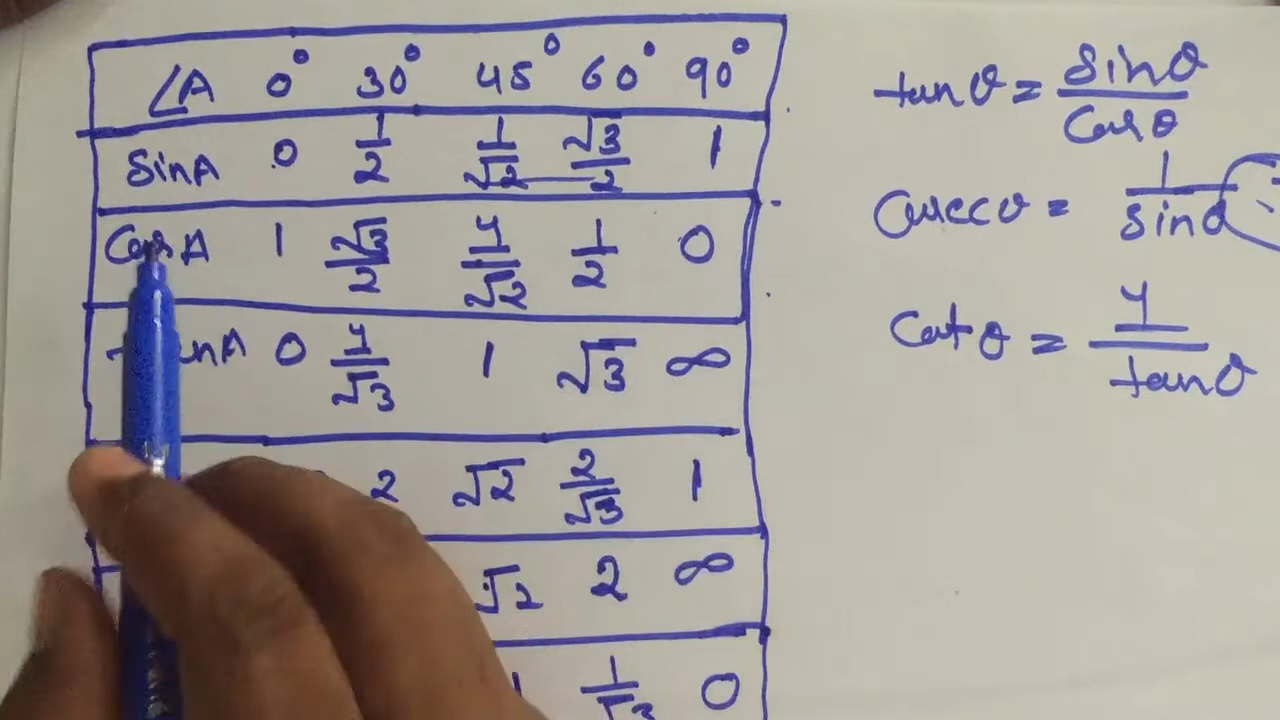 ∠A 0° 30° 45° 60° 90°
sinA 0 1/2 1/√2 √3/2 1
CosA 1 √3/2 1/√2 1/2 0
0 1/√3 1 √3 ∞
2 √2 2/√3 1
√2 2 ∞
1/√3 0
tanθ = sinθ/Cosθ
Cosecθ = 1/sinθ
Cotθ = 1/tanθ